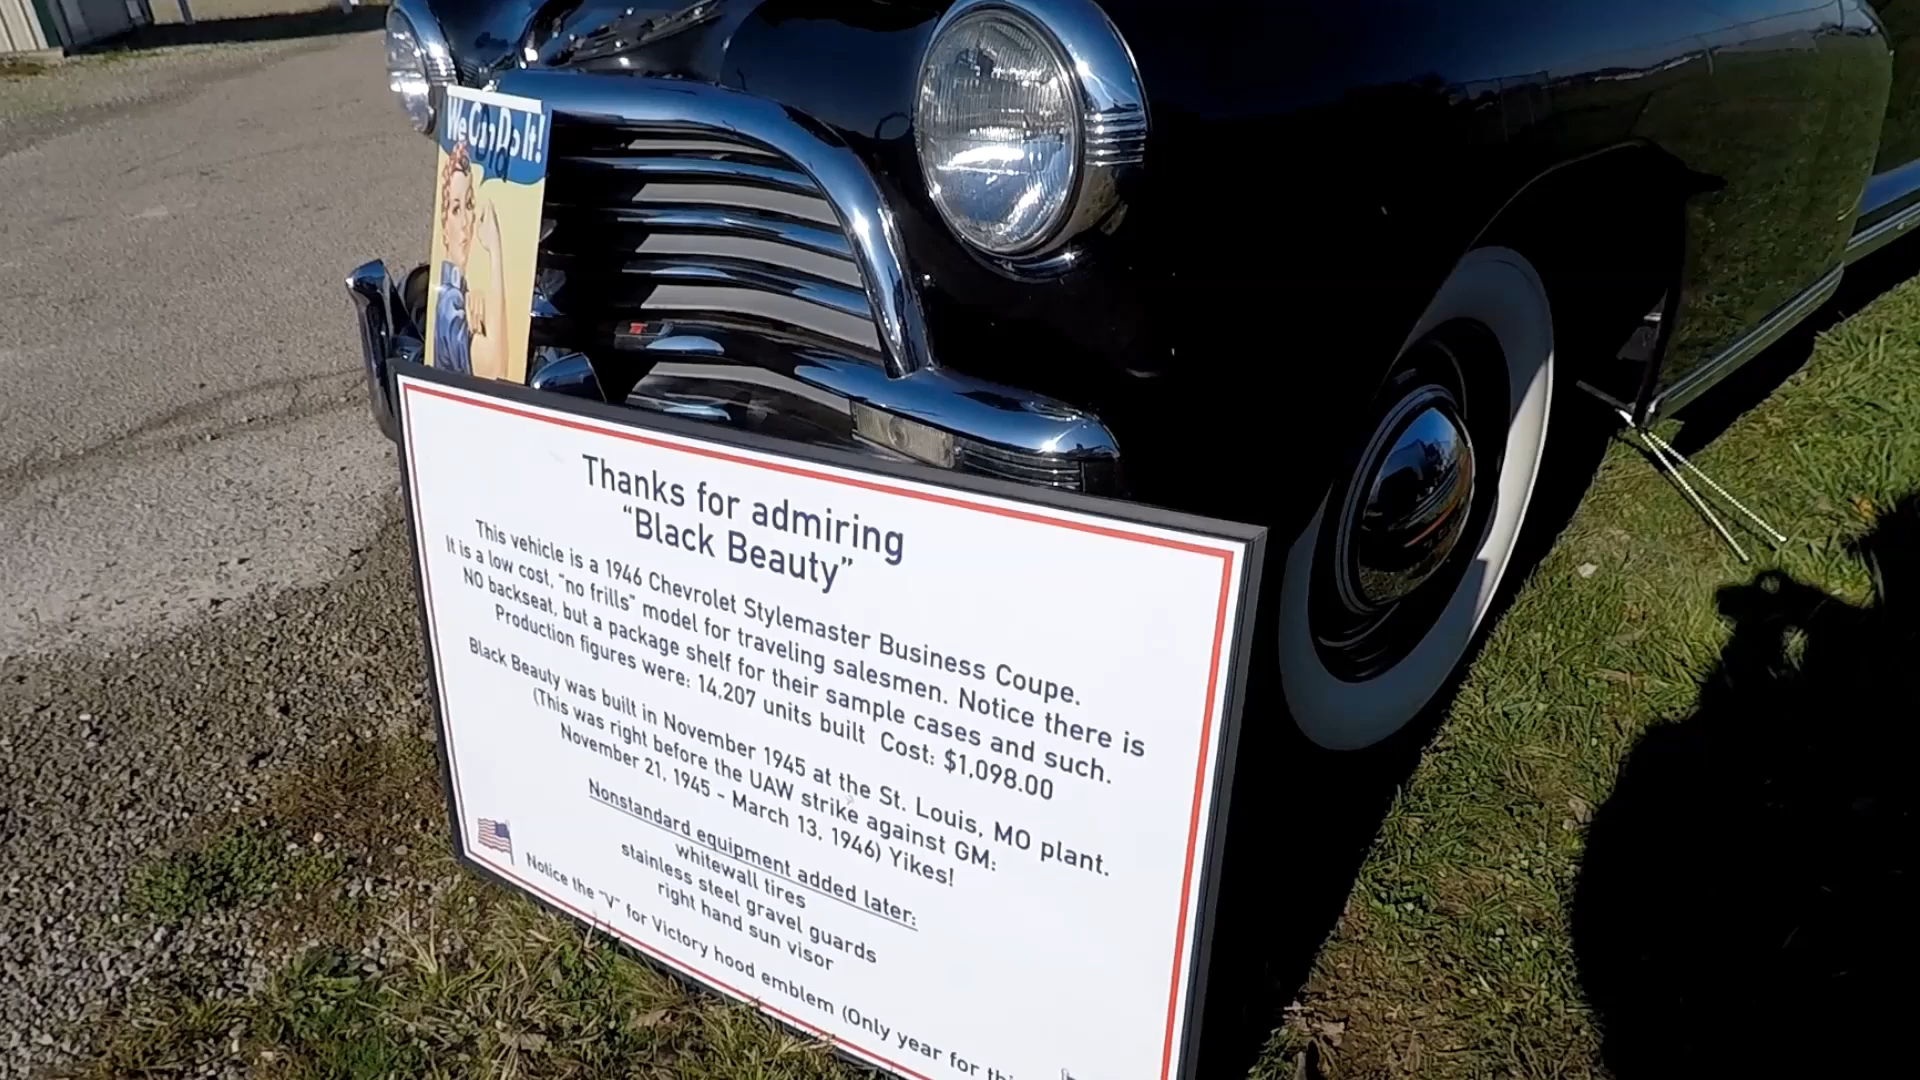 We Can Do It!
Thanks for admiring
“Black Beauty”
This vehicle is a 1946 Chevrolet Stylemaster Business Coupe.
It is a low cost, “no frills” model for traveling salesmen. Notice there is
NO backseat, but a package shelf for their sample cases and such.
Production figures were: 14,207 units built Cost: $1,098.00
Black Beauty was built in November 1945 at the St. Louis, MO plant.
(This was right before the UAW strike against GM:
November 21, 1945 - March 13, 1946) Yikes!
Nonstandard equipment added later:
whitewall tires
stainless steel gravel guards
right hand sun visor
Notice the “V” for Victory hood emblem (Only year for